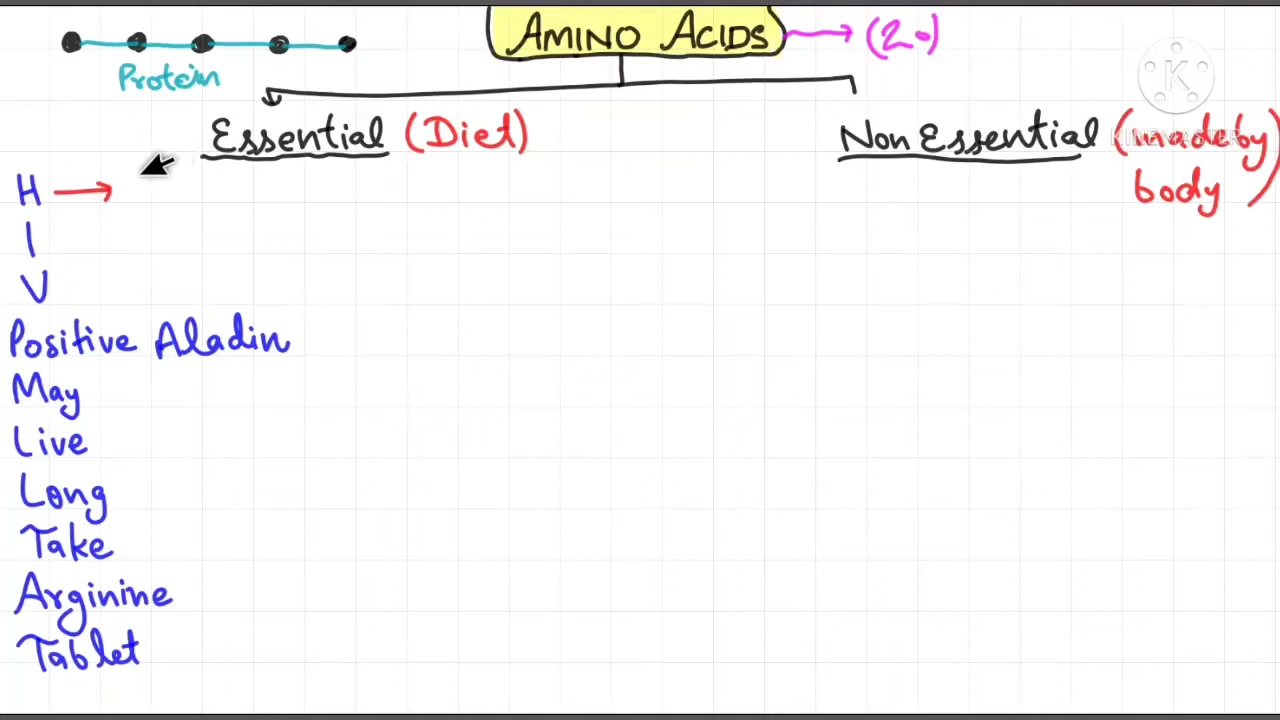 AMINO ACIDS → (20)
Protein
Essential (Diet)
Non Essential (made by
body)
K
KINEMASTER
H →
I
V
Positive Aladin
May
Live
Long
Take
Arginine
Tablet